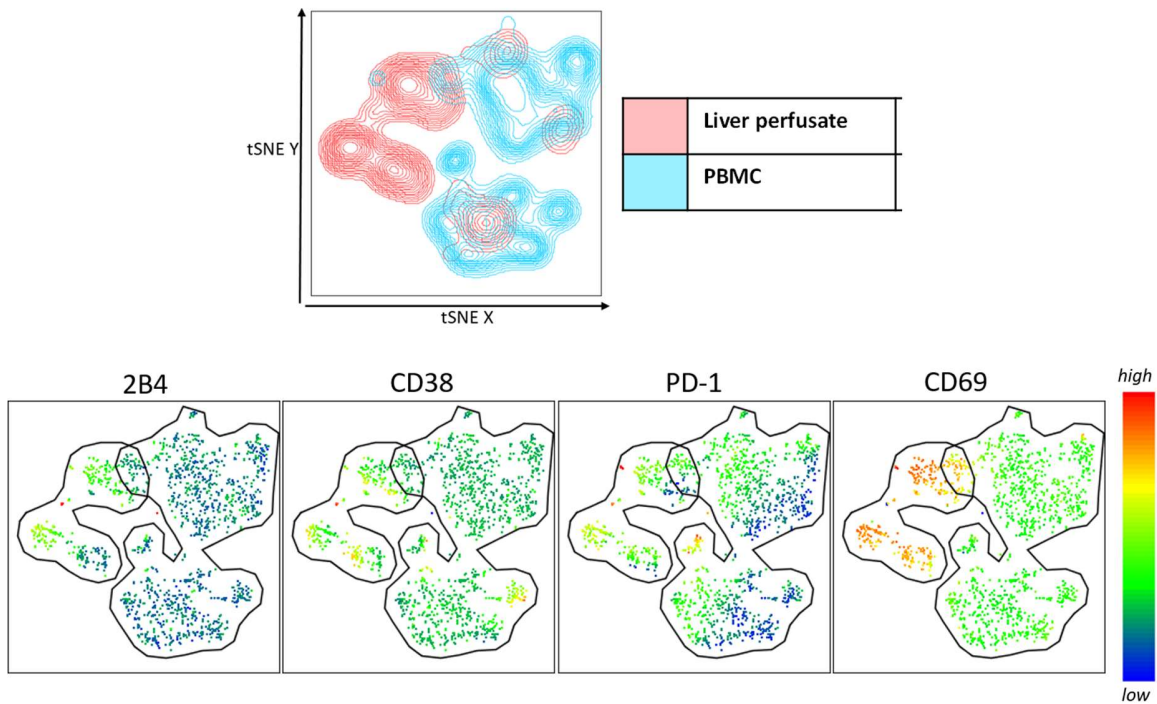 Liver perfusate
tSNE Y
PBMC
tSNE X
2B4
CD38
PD-1
CD69
high
low